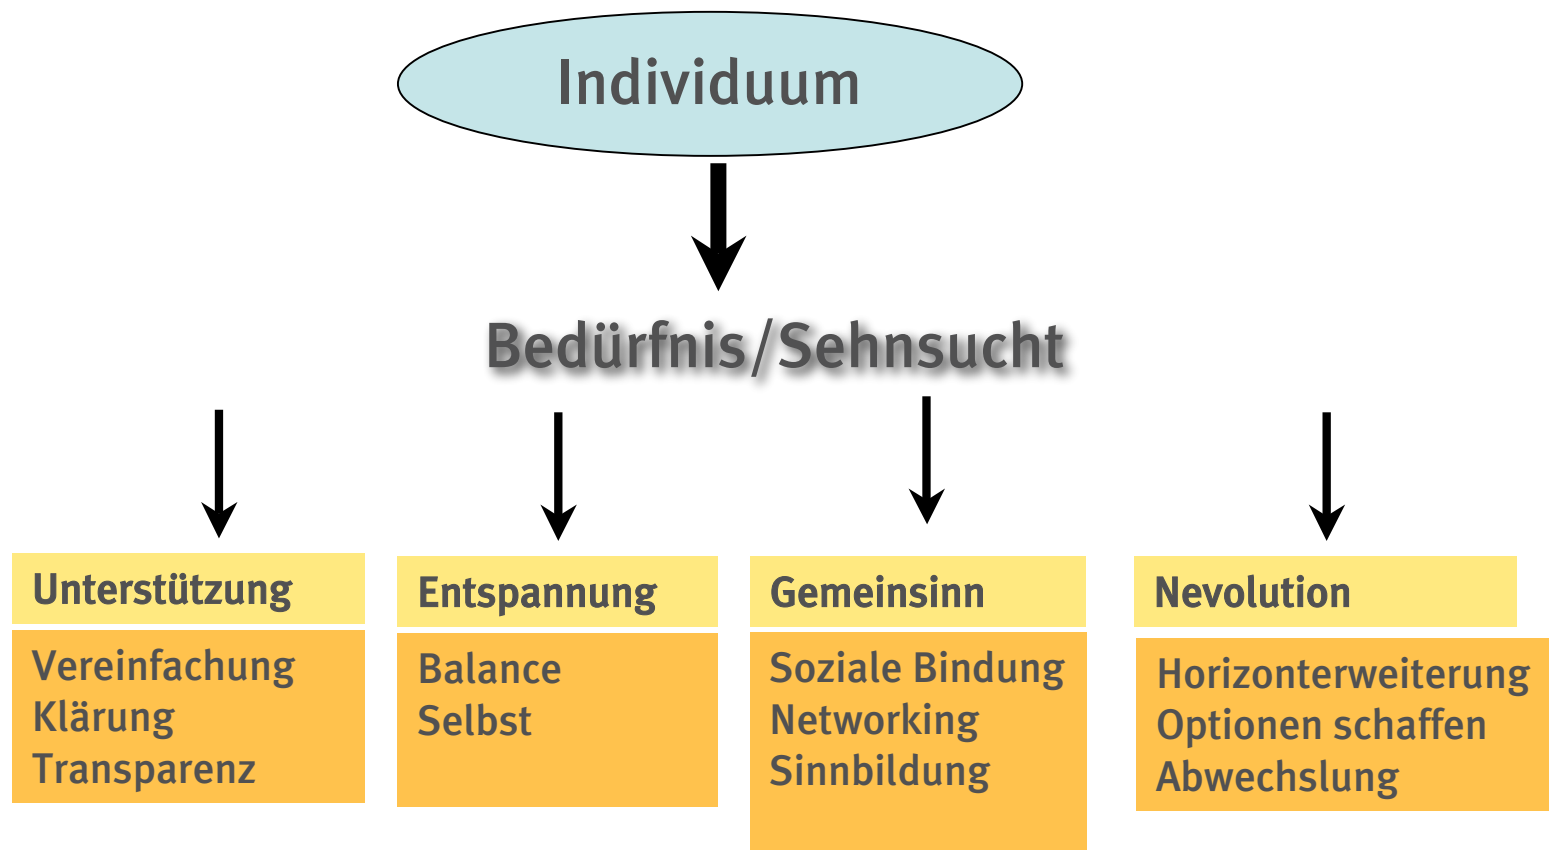 Individuum
Bedürfnis/Sehnsucht
Unterstützung
Vereinfachung
Klärung
Transparenz
Entspannung
Balance
Selbst
Gemeinsinn
Soziale Bindung
Networking
Sinnbildung
Nevolution
Horizonterweiterung
Optionen schaffen
Abwechslung